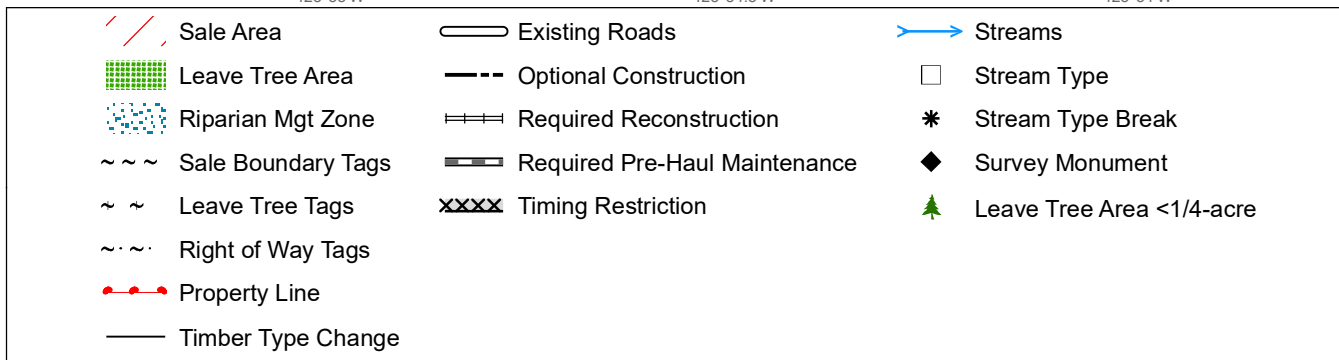 Sale Area
Leave Tree Area
Riparian Mgt Zone
Sale Boundary Tags
Leave Tree Tags
Right of Way Tags
Property Line
Timber Type Change
Existing Roads
Optional Construction
Required Reconstruction
Required Pre-Haul Maintenance
Timing Restriction
Streams
Stream Type
Stream Type Break
Survey Monument
Leave Tree Area <1/4-acre